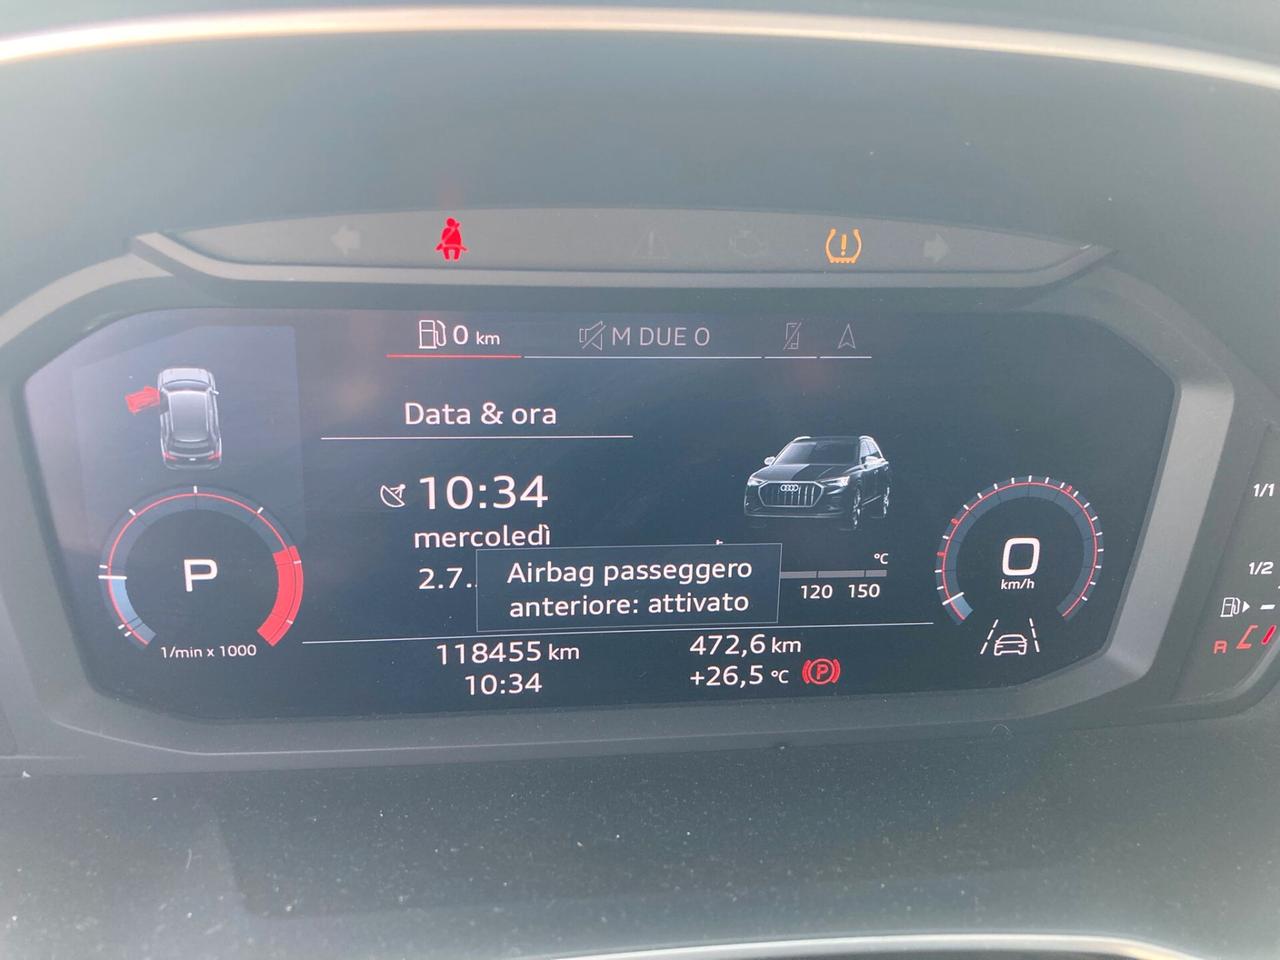 0 km
M DUE O
Data & ora
10:34
mercoledì
2.7.
Airbag passeggero
anteriore: attivato
°C
120 150
P
1/min x 1000
0
km/h
118455 km
472,6 km
10:34
+26,5 °C
P
1/1
1/2
R